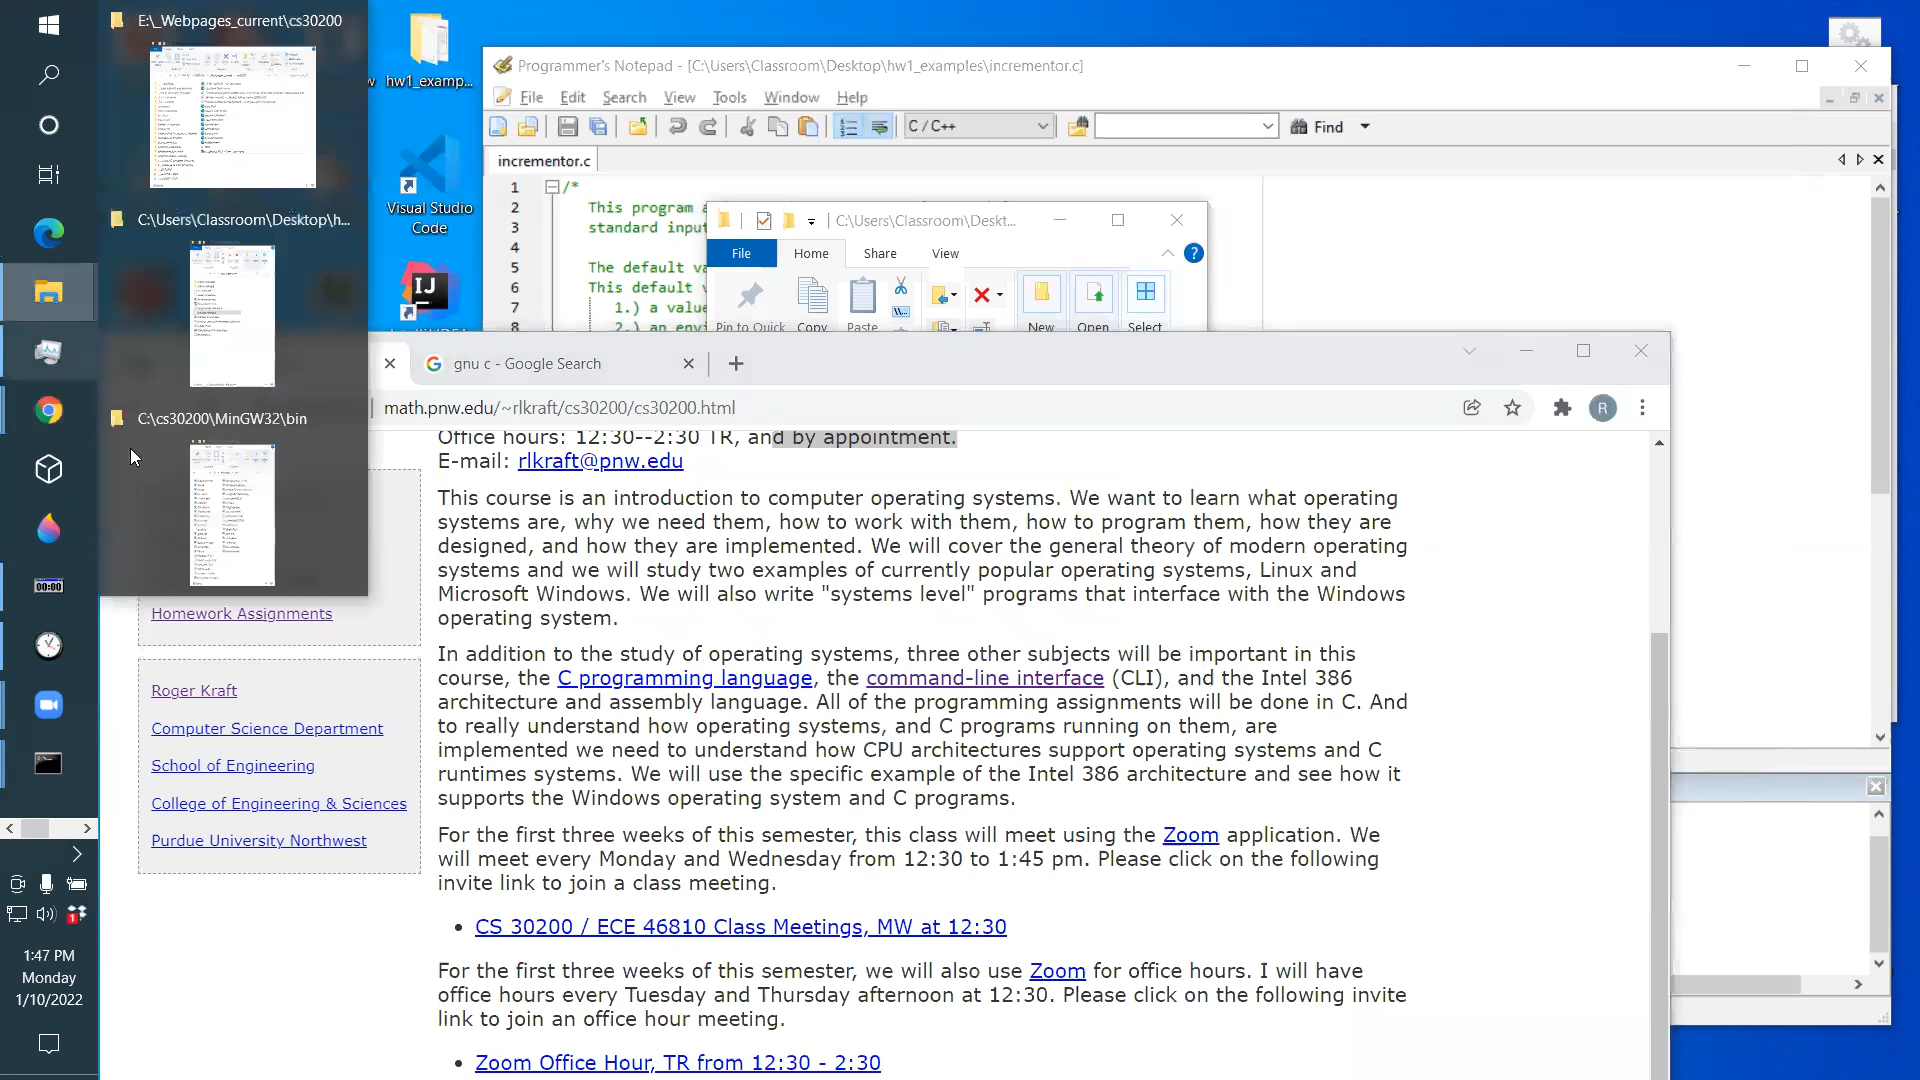 E:\_Webpages_current\cs30200
C:\Users\Classroom\Desktop\h...
C:\cs30200\MinGW32\bin
hw1_examp...
Visual Studio
Code
Programmer's Notepad - [C:\Users\Classroom\Desktop\hw1_examples\incrementor.c]
File Edit Search View Tools Window Help
C / C++
Find
incrementor.c
1 /*
2 This program a
3 standard input
4
5 The default va
6 This default v
7 1.) a value
8 2.) an envi
C:\Users\Classroom\Deskt...
File Home Share View
Pin to Quick Copy Paste New Open Select
gnu c - Google Search
math.pnw.edu/~rlkraft/cs30200/cs30200.html
R
Office hours: 12:30--2:30 TR, and by appointment.
E-mail: rlkraft@pnw.edu
This course is an introduction to computer operating systems. We want to learn what operating
systems are, why we need them, how to work with them, how to program them, how they are
designed, and how they are implemented. We will cover the general theory of modern operating
systems and we will study two examples of currently popular operating systems, Linux and
Microsoft Windows. We will also write "systems level" programs that interface with the Windows
operating system.
In addition to the study of operating systems, three other subjects will be important in this
course, the C programming language, the command-line interface (CLI), and the Intel 386
architecture and assembly language. All of the programming assignments will be done in C. And
to really understand how operating systems, and C programs running on them, are
implemented we need to understand how CPU architectures support operating systems and C
runtimes systems. We will use the specific example of the Intel 386 architecture and see how it
supports the Windows operating system and C programs.
For the first three weeks of this semester, this class will meet using the Zoom application. We
will meet every Monday and Wednesday from 12:30 to 1:45 pm. Please click on the following
invite link to join a class meeting.
• CS 30200 / ECE 46810 Class Meetings, MW at 12:30
For the first three weeks of this semester, we will also use Zoom for office hours. I will have
office hours every Tuesday and Thursday afternoon at 12:30. Please click on the following invite
link to join an office hour meeting.
• Zoom Office Hour, TR from 12:30 - 2:30
Homework Assignments
Roger Kraft
Computer Science Department
School of Engineering
College of Engineering & Sciences
Purdue University Northwest
00:00
1:47 PM
Monday
1/10/2022